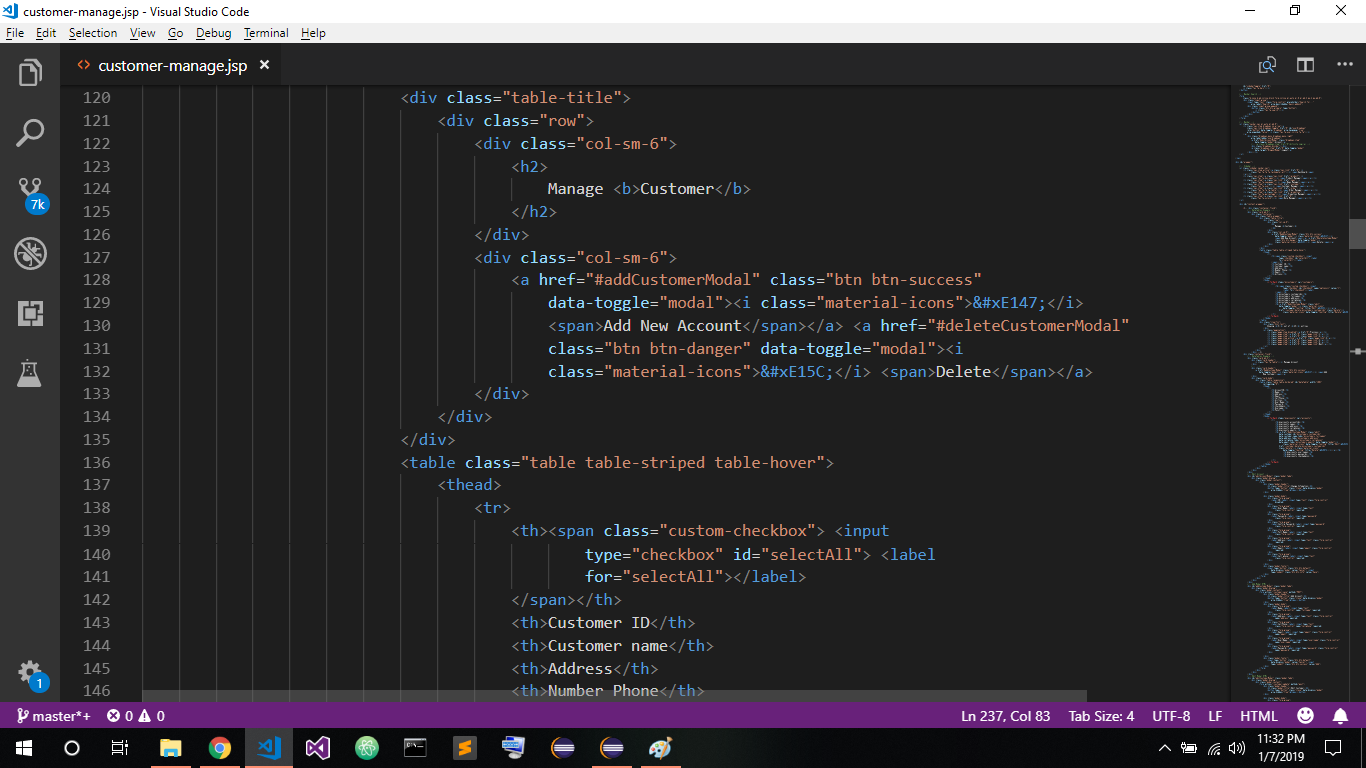 customer-manage.jsp - Visual Studio Code
File Edit Selection View Go Debug Terminal Help
<> customer-manage.jsp ×
120 <div class="table-title">
121 <div class="row">
122 <div class="col-sm-6">
123 <h2>
124 Manage <b>Customer</b>
125 </h2>
126 </div>
127 <div class="col-sm-6">
128 <a href="#addCustomerModal" class="btn btn-success"
129 data-toggle="modal"><i class="material-icons">&#xE147;</i>
130 <span>Add New Account</span></a> <a href="#deleteCustomerModal"
131 class="btn btn-danger" data-toggle="modal"><i
132 class="material-icons">&#xE15C;</i> <span>Delete</span></a>
133 </div>
134 </div>
135 </div>
136 <table class="table table-striped table-hover">
137 <thead>
138 <tr>
139 <th><span class="custom-checkbox"> <input
140 type="checkbox" id="selectAll"> <label
141 for="selectAll"></label>
142 </span></th>
143 <th>Customer ID</th>
144 <th>Customer name</th>
145 <th>Address</th>
146 <th>Number Phone</th>
7k
1
master*+ 0 0 Ln 237, Col 83 Tab Size: 4 UTF-8 LF HTML
11:32 PM
1/7/2019